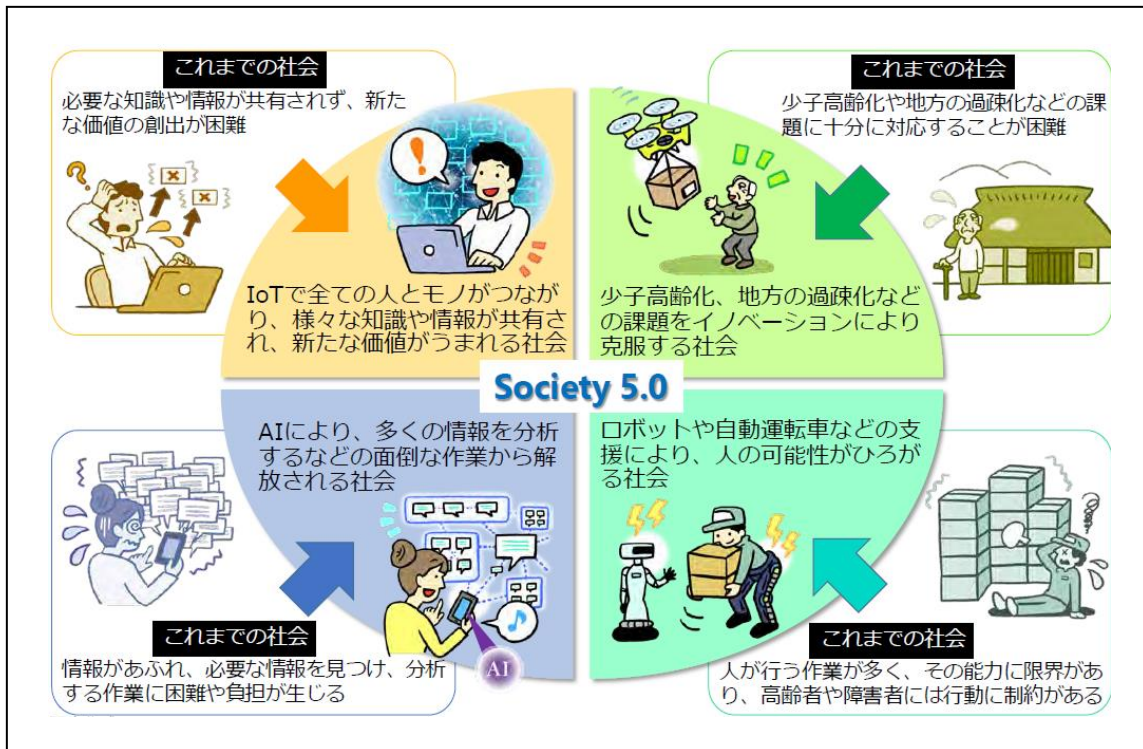 これまでの社会
必要な知識や情報が共有されず、新た
な価値の創出が困難
IoTで全ての人とモノがつなが
り、様々な知識や情報が共有さ
れ、新たな価値がうまれる社会
これまでの社会
少子高齢化や地方の過疎化などの課
題に十分に対応することが困難
少子高齢化、地方の過疎化など
の課題をイノベーションにより
克服する社会
Society 5.0
AIにより、多くの情報を分析
するなどの面倒な作業から解
放される社会
AI
これまでの社会
情報があふれ、必要な情報を見つけ、分析
する作業に困難や負担が生じる
ロボットや自動運転車などの支
援により、人の可能性がひろが
る社会
これまでの社会
人が行う作業が多く、その能力に限界があ
り、高齢者や障害者には行動に制約がある